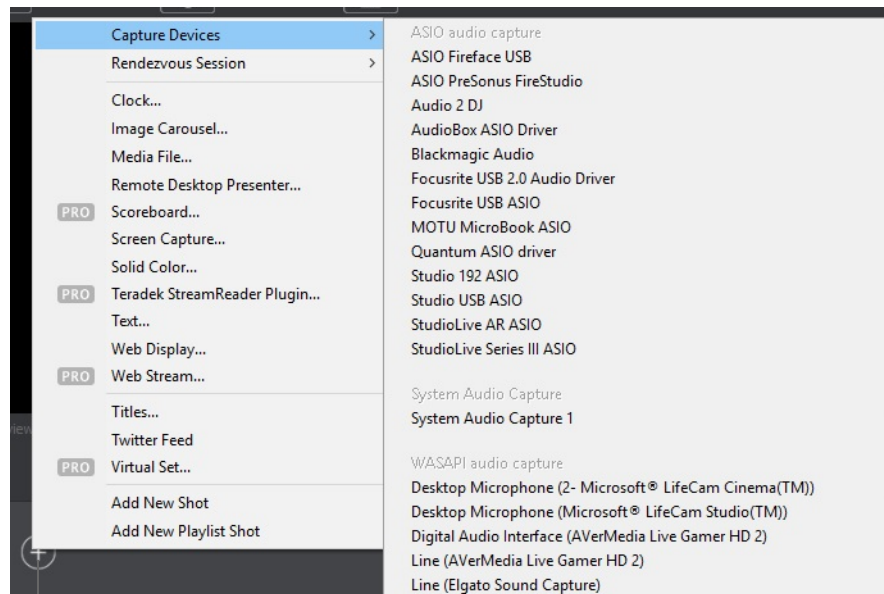 Capture Devices
Rendezvous Session
Clock...
Image Carousel...
Media File...
Remote Desktop Presenter...
PRO Scoreboard...
Screen Capture...
Solid Color...
PRO Teradek StreamReader Plugin...
Text...
Web Display...
PRO Web Stream...
Titles...
Twitter Feed
PRO Virtual Set...
Add New Shot
Add New Playlist Shot
ASIO audio capture
ASIO Fireface USB
ASIO PreSonus FireStudio
Audio 2 DJ
AudioBox ASIO Driver
Blackmagic Audio
Focusrite USB 2.0 Audio Driver
Focusrite USB ASIO
MOTU MicroBook ASIO
Quantum ASIO driver
Studio 192 ASIO
Studio USB ASIO
StudioLive AR ASIO
StudioLive Series III ASIO
System Audio Capture
System Audio Capture 1
WASAPI audio capture
Desktop Microphone (2- Microsoft® LifeCam Cinema(TM))
Desktop Microphone (Microsoft® LifeCam Studio(TM))
Digital Audio Interface (AVerMedia Live Gamer HD 2)
Line (AVerMedia Live Gamer HD 2)
Line (Elgato Sound Capture)